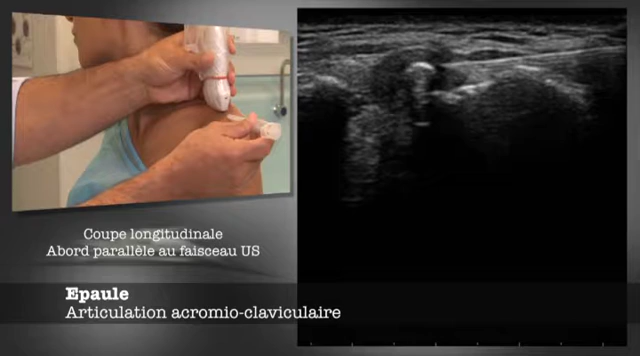 Coupe longitudinale
Abord parallèle au faisceau US
Epaule
Articulation acromio-claviculaire